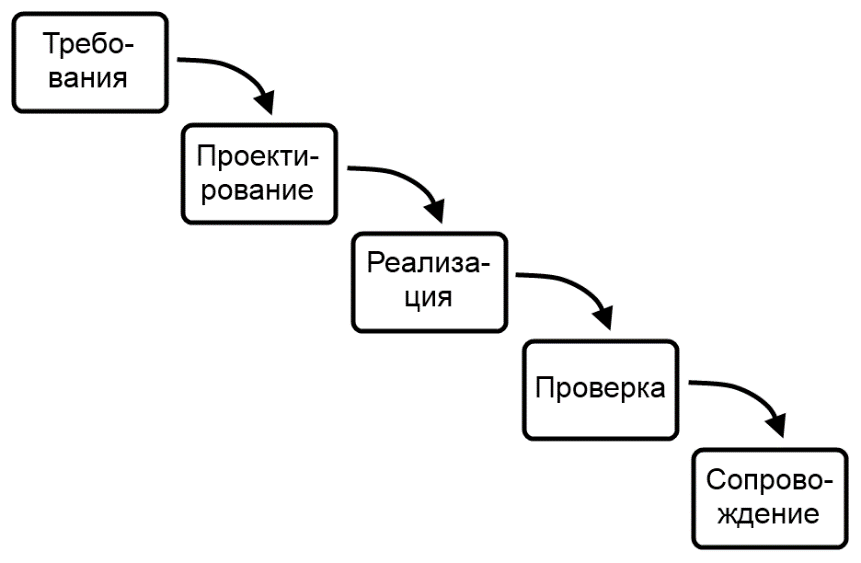 Требо-
вания
Проекти-
рование
Реализа-
ция
Проверка
Сопрово-
ждение